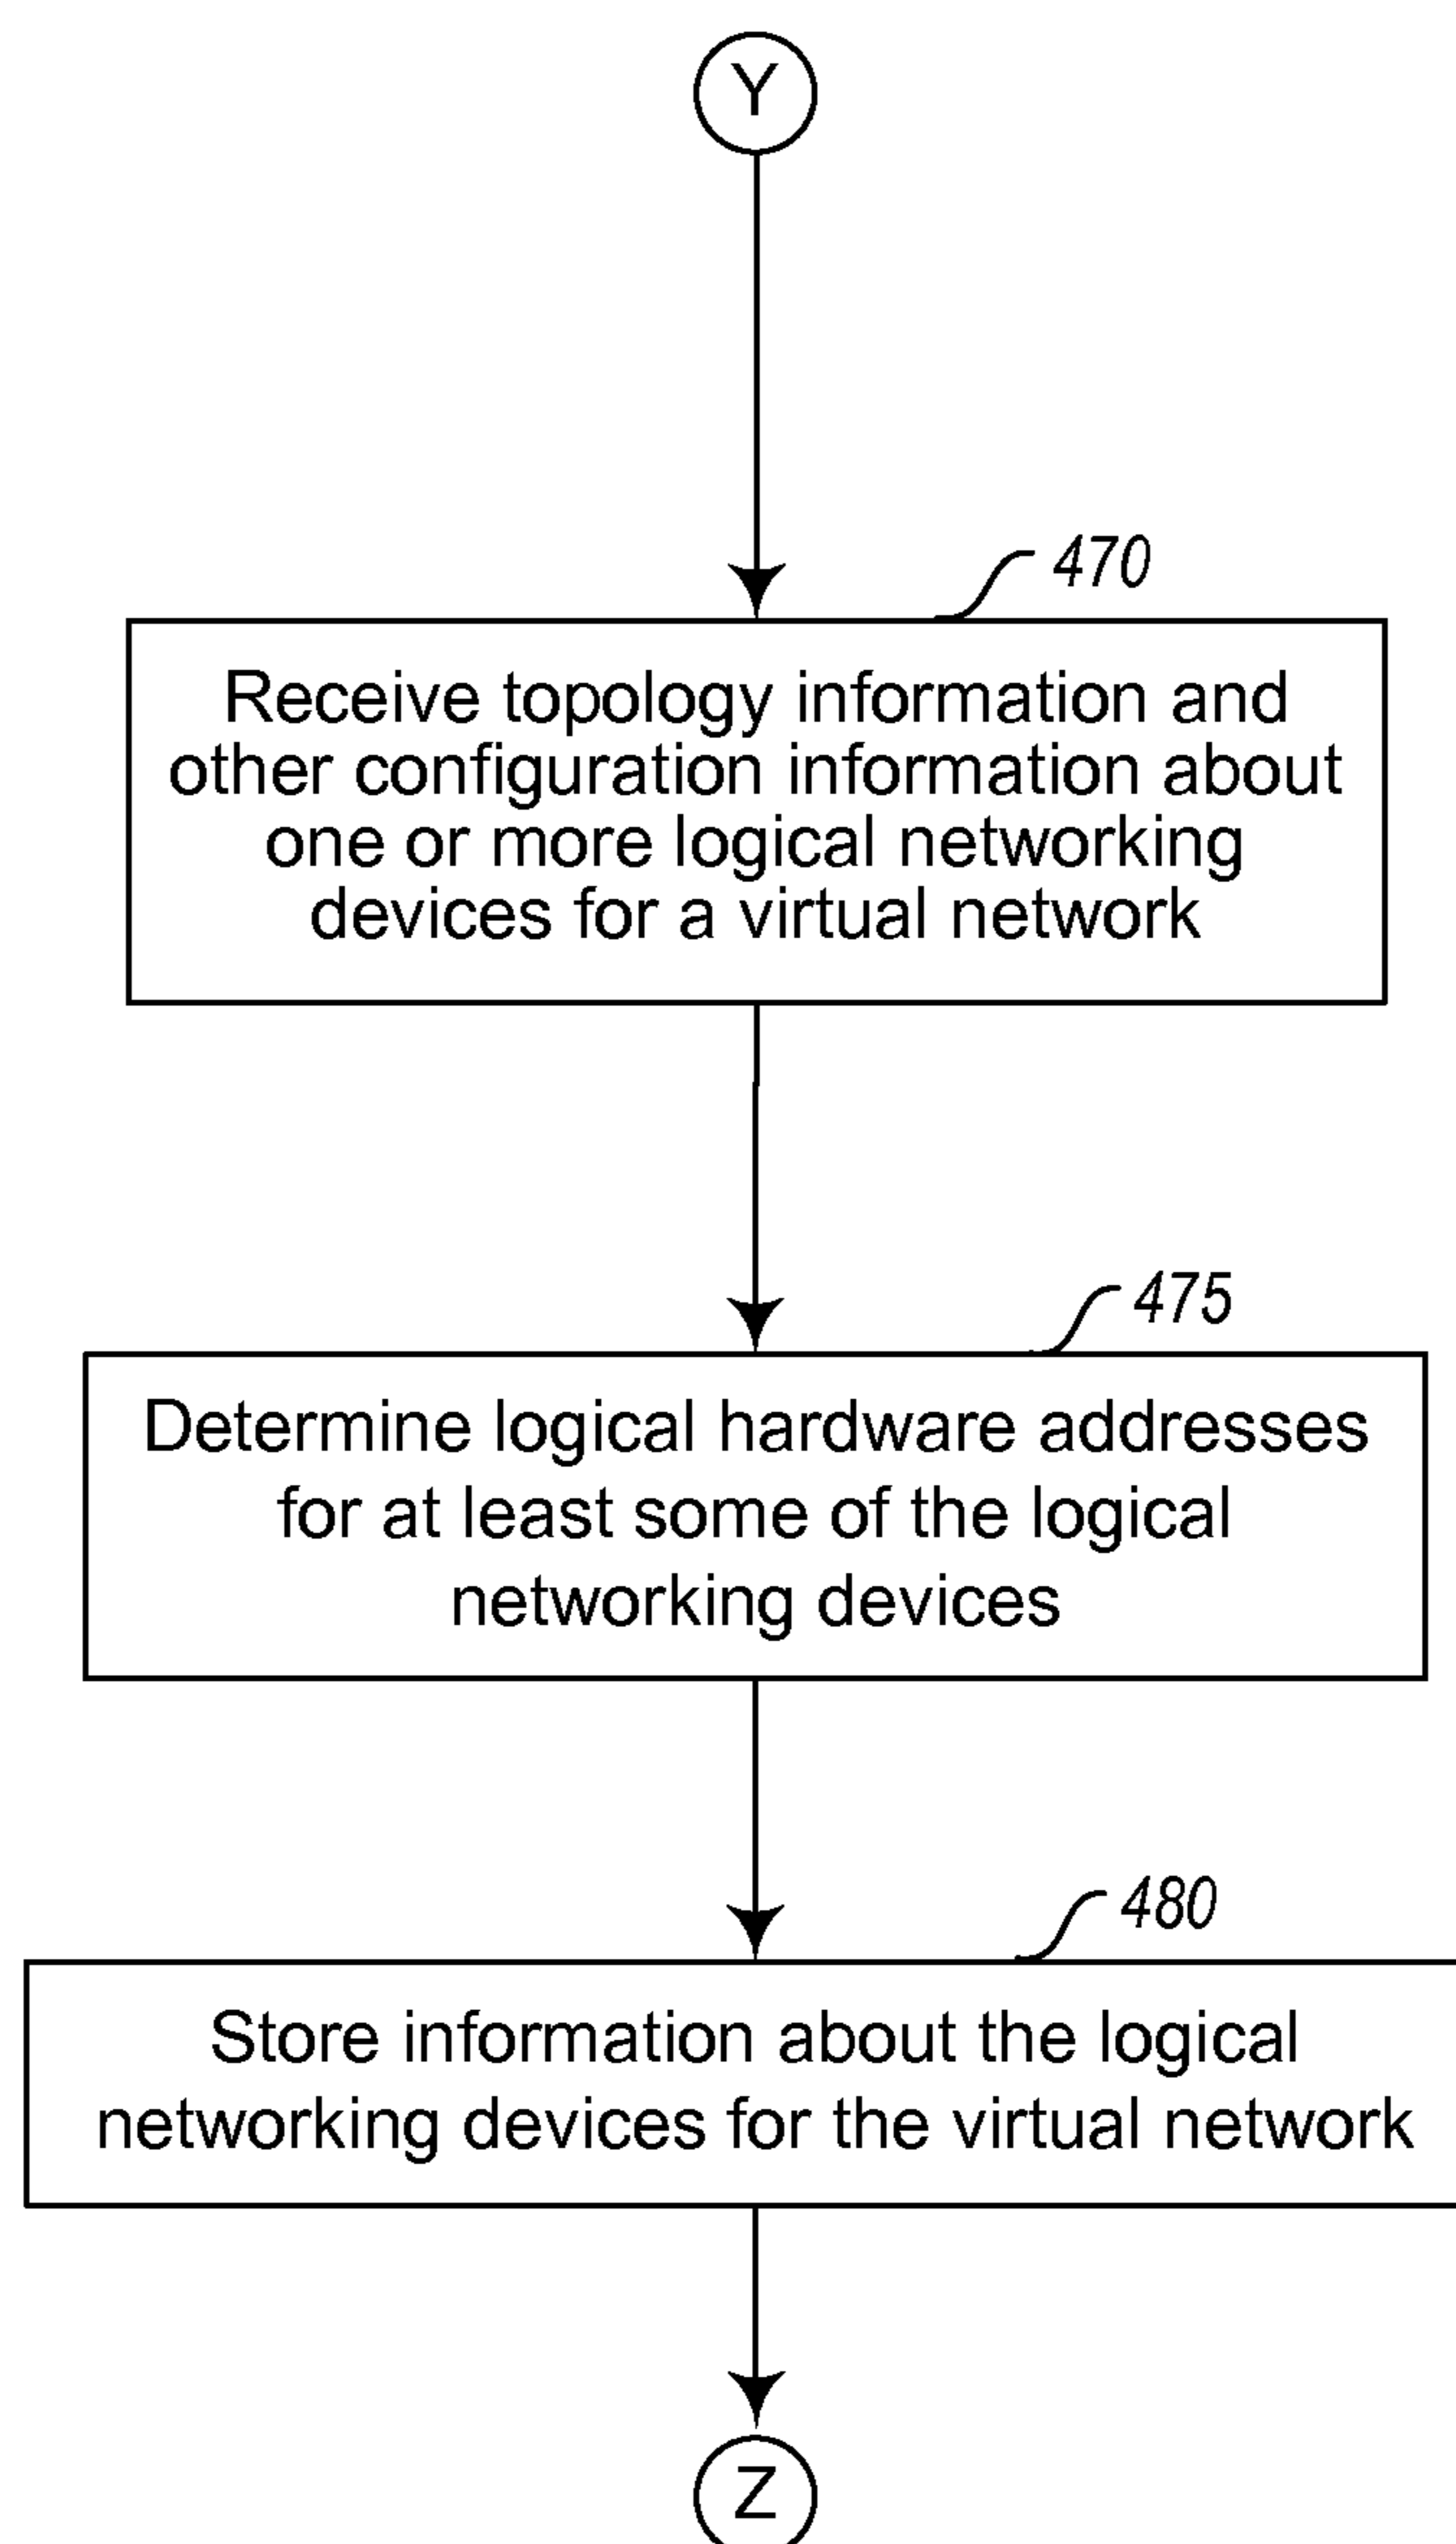 Y
470
Receive topology information and
other configuration information about
one or more logical networking
devices for a virtual network
475
Determine logical hardware addresses
for at least some of the logical
networking devices
480
Store information about the logical
networking devices for the virtual network
Z